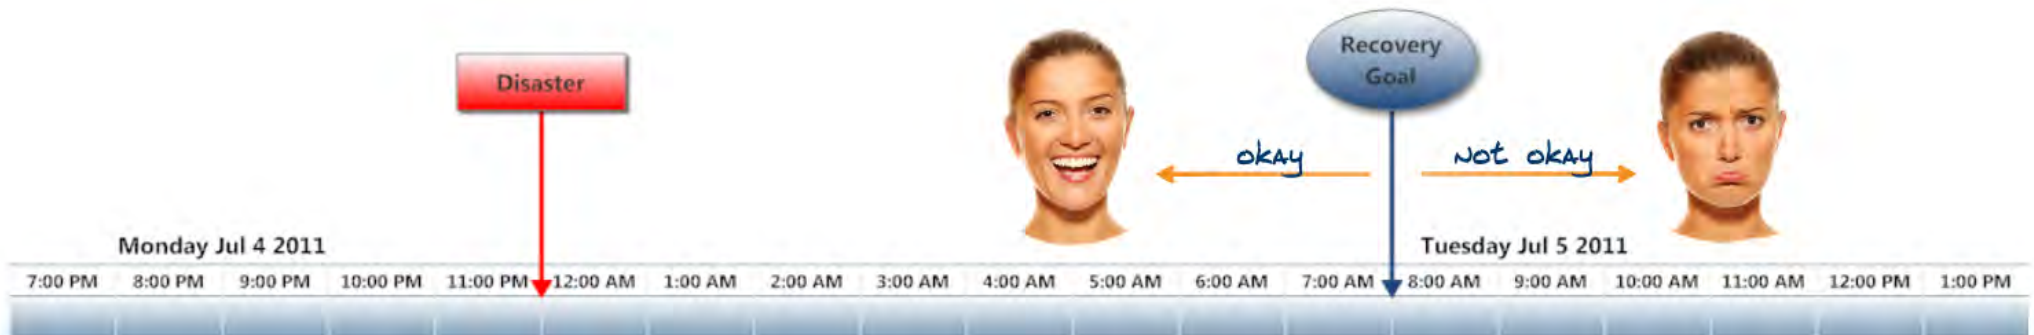 Disaster
Recovery
Goal
okay
Not okay
Monday Jul 4 2011
Tuesday Jul 5 2011
7:00 PM 8:00 PM 9:00 PM 10:00 PM 11:00 PM 12:00 AM 1:00 AM 2:00 AM 3:00 AM 4:00 AM 5:00 AM 6:00 AM 7:00 AM 8:00 AM 9:00 AM 10:00 AM 11:00 AM 12:00 PM 1:00 PM